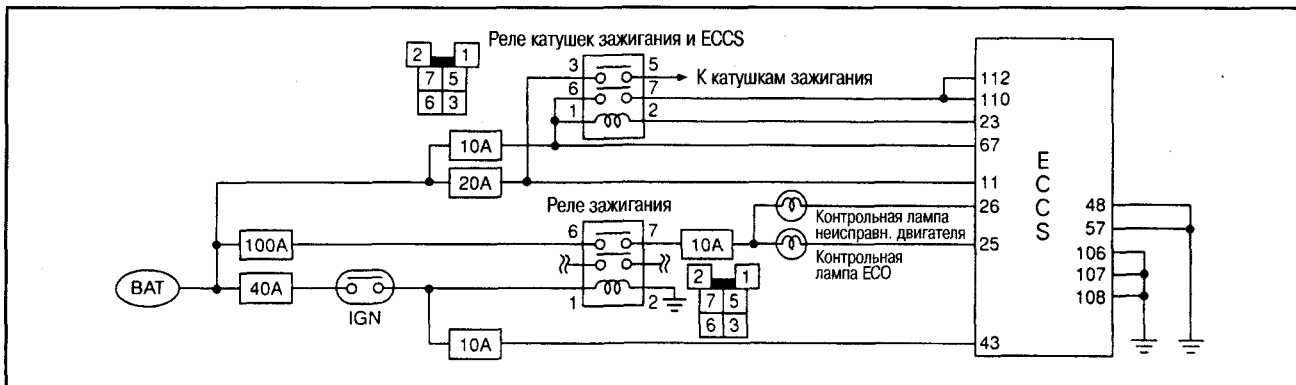 Реле катушек зажигания и ECCS
2 1
7 5
6 3
3 5
К катушкам зажигания
6 7
1 2
112
110
23
10A
67
20A
11
Реле зажигания
26
Контрольная лампа
неисправн. двигателя
25
Контрольная
лампа ECO
100A
6 7
10A
BAT
40A
IGN
1 2
2 1
7 5
6 3
10A
43
E
C
C
S
48
57
106
107
108